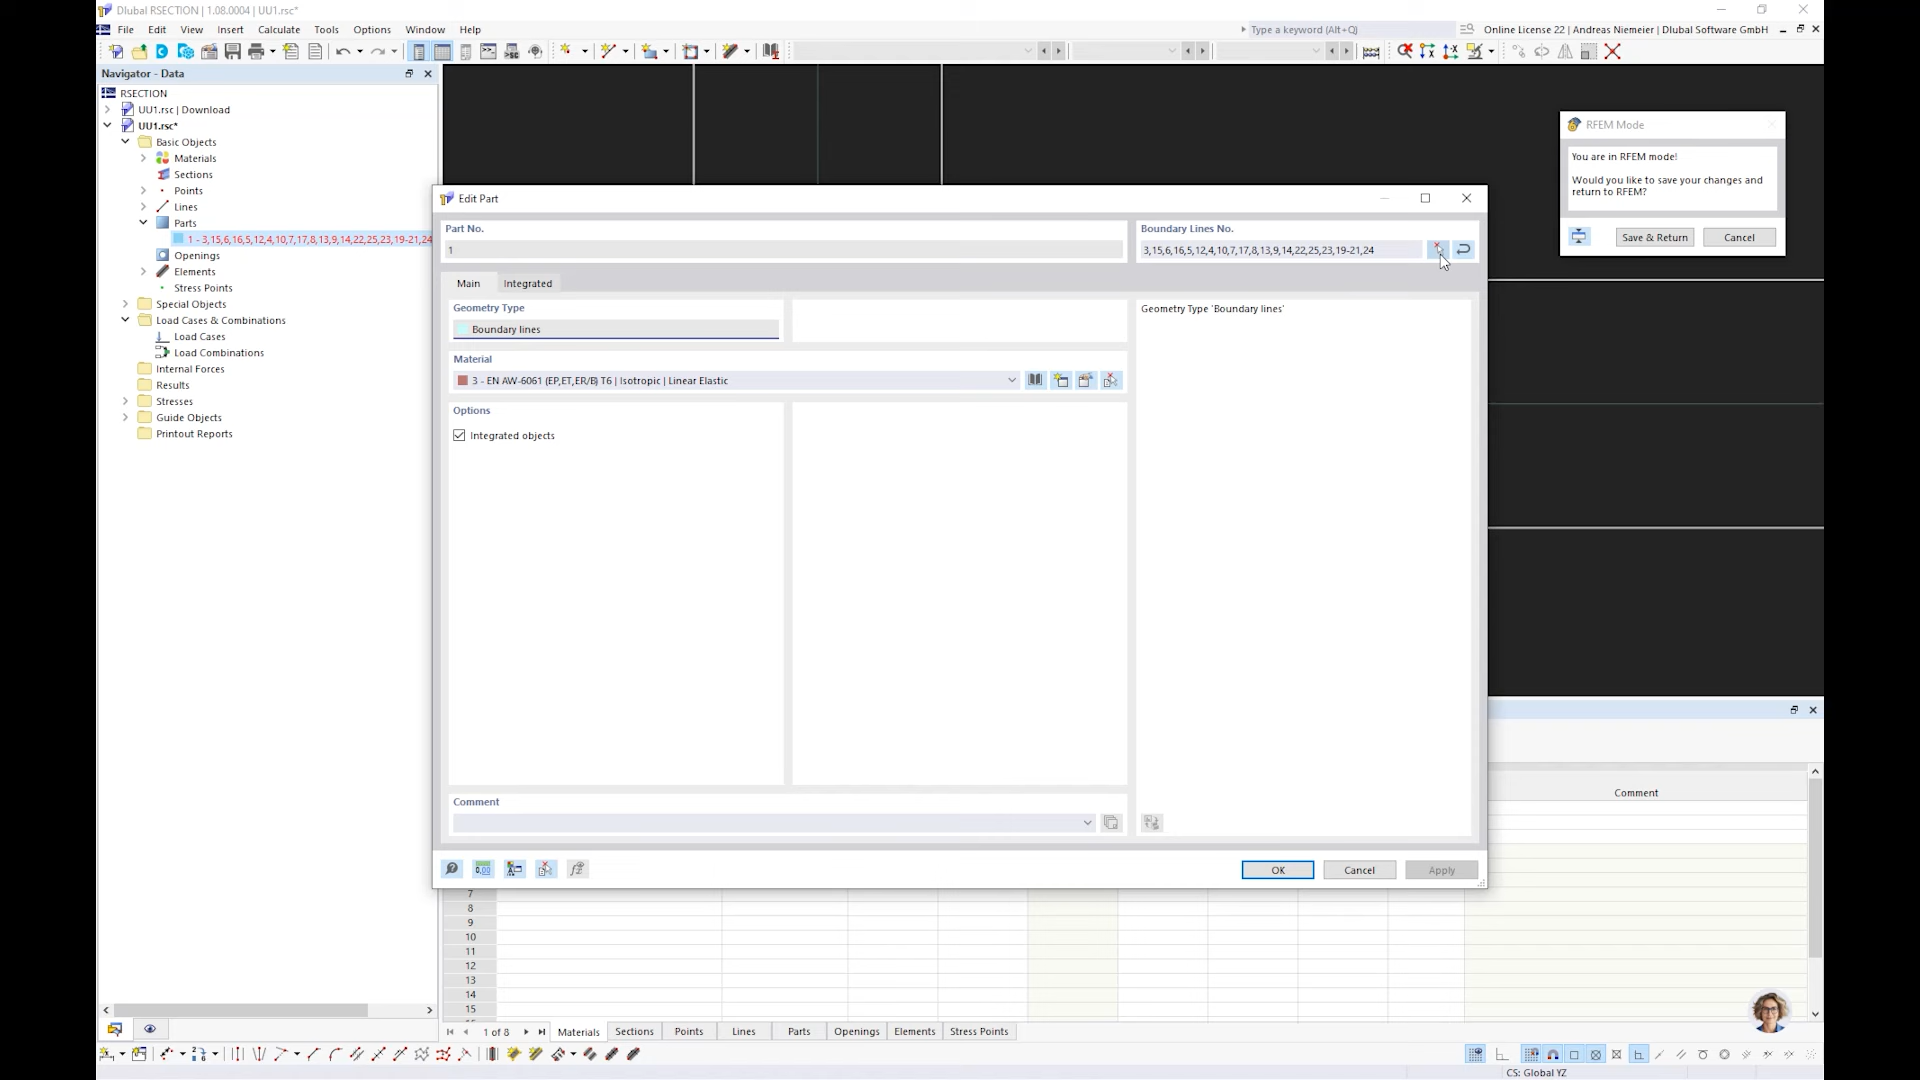 Dlubal RSECTION | 1.08.0004 | UU1.rsc*
File Edit View Insert Calculate Tools Options Window Help
Type a keyword (Alt+Q)
Online License 22 | Andreas Niemeier | Dlubal Software GmbH
Navigator - Data
RSECTION
UU1.rsc | Download
UU1.rsc*
Basic Objects
Materials
Sections
Points
Lines
Parts
1 - 3,15,6,16,5,12,4,10,7,17,8,13,9,14,22,25,23,19-21,24
Openings
Elements
Stress Points
Special Objects
Load Cases & Combinations
Load Cases
Load Combinations
Internal Forces
Results
Stresses
Guide Objects
Printout Reports
RFEM Mode
You are in RFEM mode!
Would you like to save your changes and
return to RFEM?
Save & Return Cancel
Edit Part
Part No.
1
Boundary Lines No.
3,15,6,16,5,12,4,10,7,17,8,13,9,14,22,25,23,19-21,24
Main Integrated
Geometry Type
Boundary lines
Geometry Type 'Boundary lines'
Material
3 - EN AW-6061 (EP,ET,ER/B) T6 | Isotropic | Linear Elastic
Options
Integrated objects
Comment
OK Cancel Apply
Comment
7
8
9
10
11
12
13
14
15
1 of 8 Materials Sections Points Lines Parts Openings Elements Stress Points
CS: Global YZ